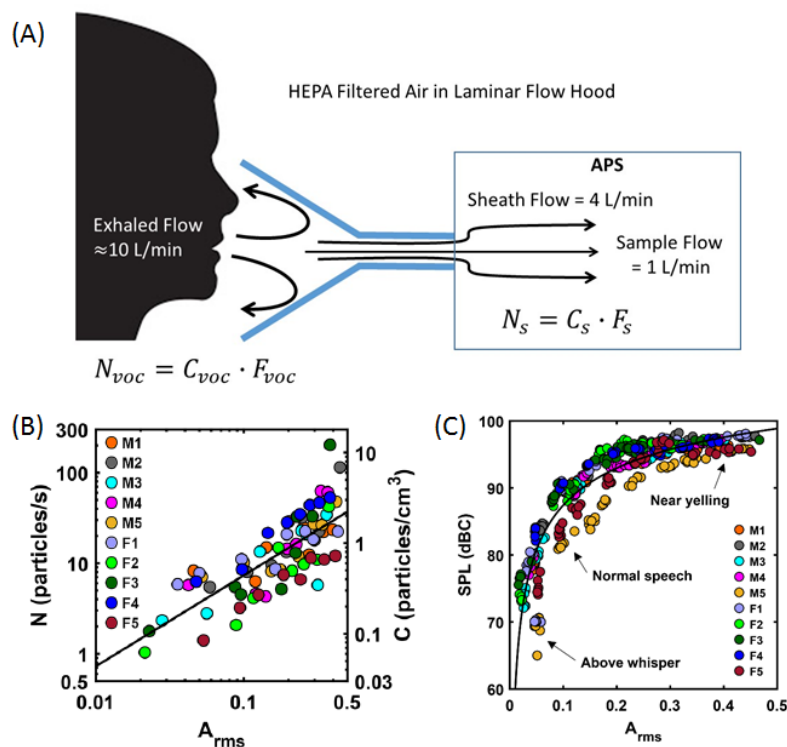 (A)
HEPA Filtered Air in Laminar Flow Hood
APS
Sheath Flow = 4 L/min
Exhaled Flow
≈10 L/min
Sample Flow
= 1 L/min
N_s = C_s · F_s
N_voc = C_voc · F_voc
(B)
300
100
10
1
0.5
N (particles/s)
M1
M2
M3
M4
M5
F1
F2
F3
F4
F5
10
1
0.1
0.03
C (particles/cm³)
0.01
0.1
0.5
A_rms
(C)
100
90
80
70
60
SPL (dBC)
Near yelling
Normal speech
Above whisper
M1
M2
M3
M4
M5
F1
F2
F3
F4
F5
0
0.1
0.2
0.3
0.4
0.5
A_rms